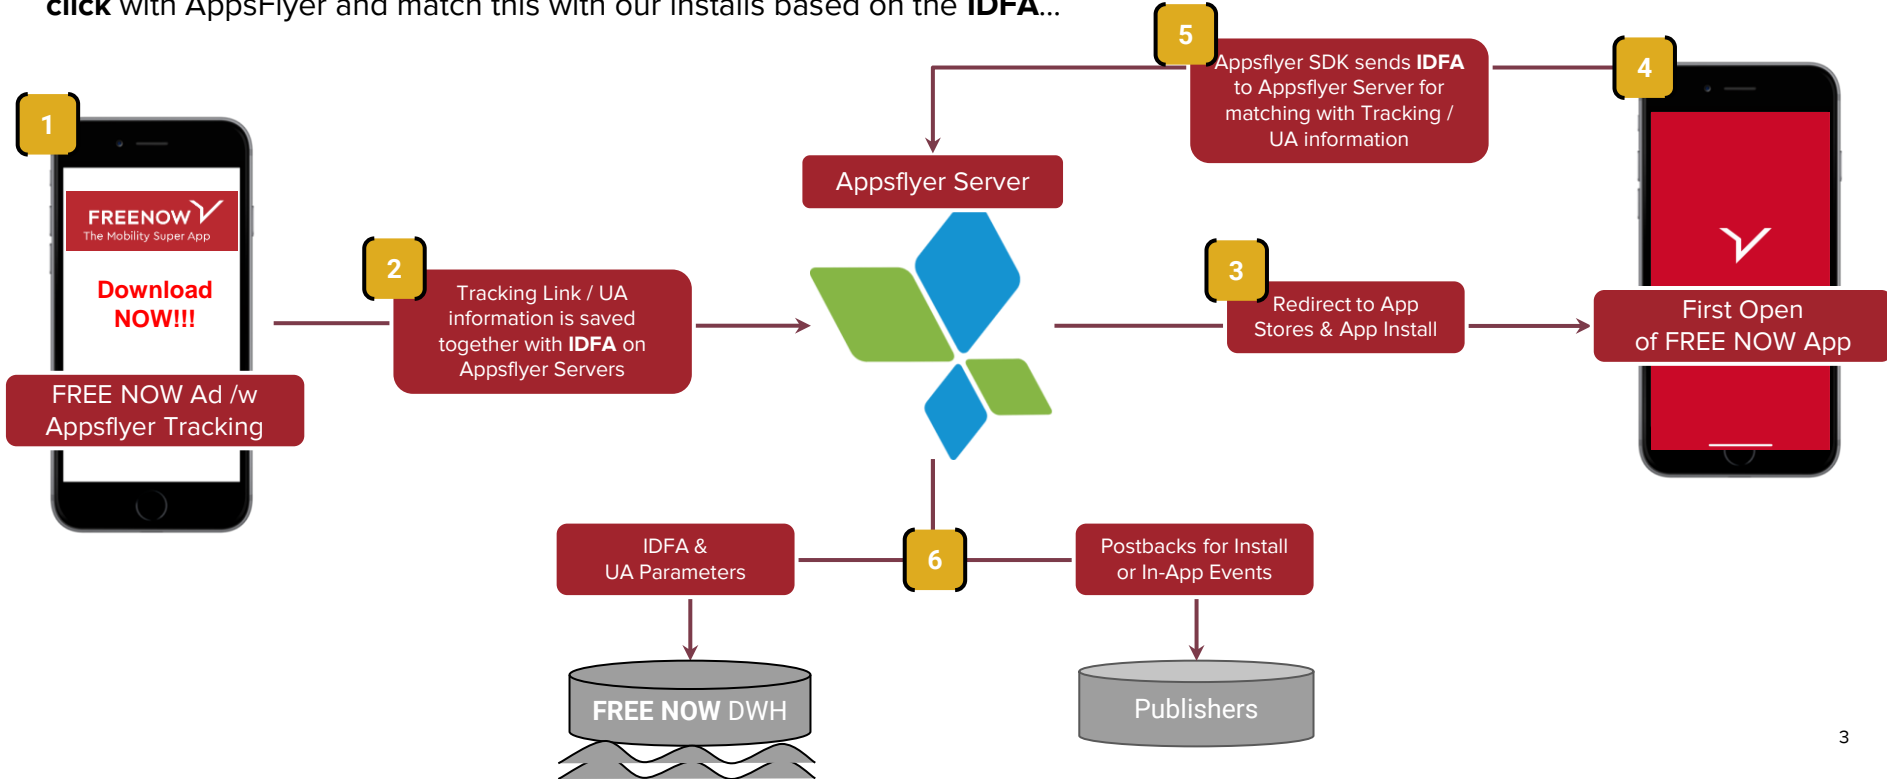 click with AppsFlyer and match this with our installs based on the IDFA...
1
FREENOW
The Mobility Super App
Download
NOW!!!
FREE NOW Ad /w
Appsflyer Tracking
2
Tracking Link / UA
information is saved
together with IDFA on
Appsflyer Servers
Appsflyer Server
3
Redirect to App
Stores & App Install
4
First Open
of FREE NOW App
5
Appsflyer SDK sends IDFA
to Appsflyer Server for
matching with Tracking /
UA information
6
IDFA &
UA Parameters
Postbacks for Install
or In-App Events
FREE NOW DWH
Publishers
3